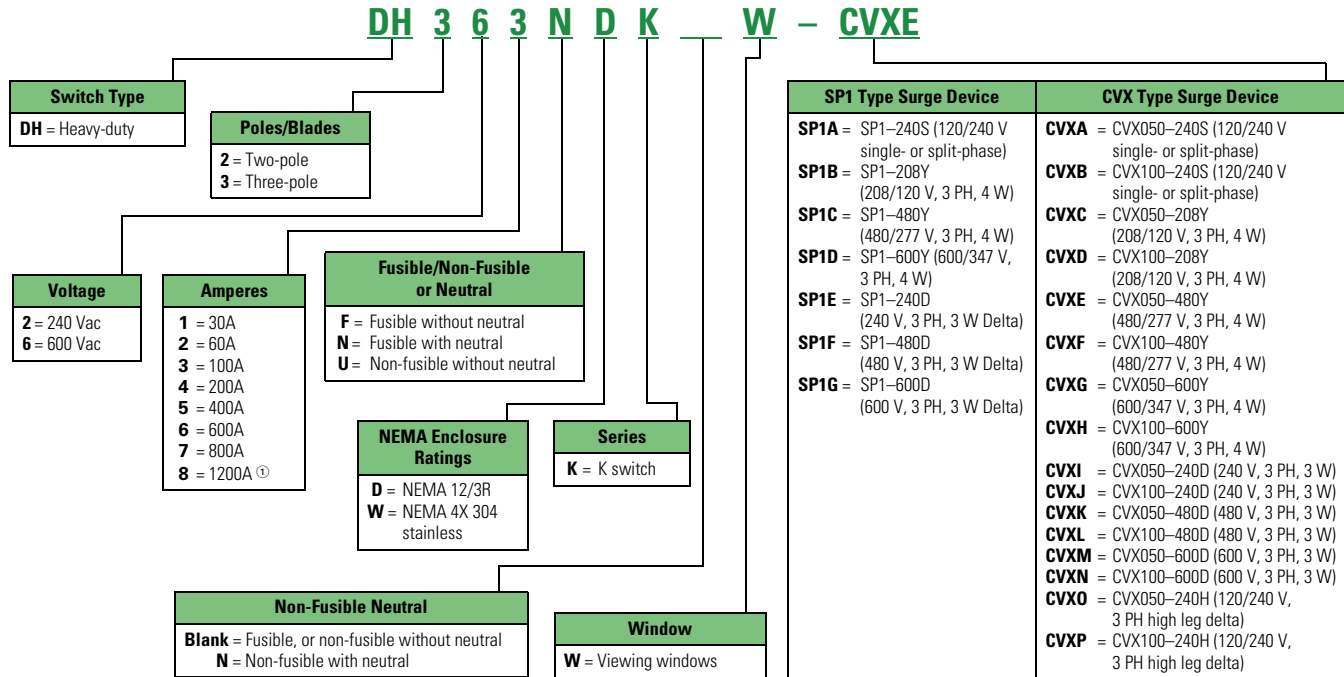 DH 3 6 3 N D K __ W – CVXE
Switch Type
DH = Heavy-duty
Poles/Blades
2 = Two-pole
3 = Three-pole
Voltage
2 = 240 Vac
6 = 600 Vac
Amperes
1 = 30A
2 = 60A
3 = 100A
4 = 200A
5 = 400A
6 = 600A
7 = 800A
8 = 1200A ①
Fusible/Non-Fusible
or Neutral
F = Fusible without neutral
N = Fusible with neutral
U = Non-fusible without neutral
NEMA Enclosure
Ratings
D = NEMA 12/3R
W = NEMA 4X 304
stainless
Series
K = K switch
Non-Fusible Neutral
Blank = Fusible, or non-fusible without neutral
N = Non-fusible with neutral
Window
W = Viewing windows
SP1 Type Surge Device
SP1A = SP1–240S (120/240 V
single- or split-phase)
SP1B = SP1–208Y
(208/120 V, 3 PH, 4 W)
SP1C = SP1–480Y
(480/277 V, 3 PH, 4 W)
SP1D = SP1–600Y (600/347 V,
3 PH, 4 W)
SP1E = SP1–240D
(240 V, 3 PH, 3 W Delta)
SP1F = SP1–480D
(480 V, 3 PH, 3 W Delta)
SP1G = SP1–600D
(600 V, 3 PH, 3 W Delta)
CVX Type Surge Device
CVXA = CVX050–240S (120/240 V
single- or split-phase)
CVXB = CVX100–240S (120/240 V
single- or split-phase)
CVXC = CVX050–208Y
(208/120 V, 3 PH, 4 W)
CVXD = CVX100–208Y
(208/120 V, 3 PH, 4 W)
CVXE = CVX050–480Y
(480/277 V, 3 PH, 4 W)
CVXF = CVX100–480Y
(480/277 V, 3 PH, 4 W)
CVXG = CVX050–600Y
(600/347 V, 3 PH, 4 W)
CVXH = CVX100–600Y
(600/347 V, 3 PH, 4 W)
CVXI = CVX050–240D (240 V, 3 PH, 3 W)
CVXJ = CVX100–240D (240 V, 3 PH, 3 W)
CVXK = CVX050–480D (480 V, 3 PH, 3 W)
CVXL = CVX100–480D (480 V, 3 PH, 3 W)
CVXM = CVX050–600D (600 V, 3 PH, 3 W)
CVXN = CVX100–600D (600 V, 3 PH, 3 W)
CVXO = CVX050–240H (120/240 V,
3 PH high leg delta)
CVXP = CVX100–240H (120/240 V,
3 PH high leg delta)